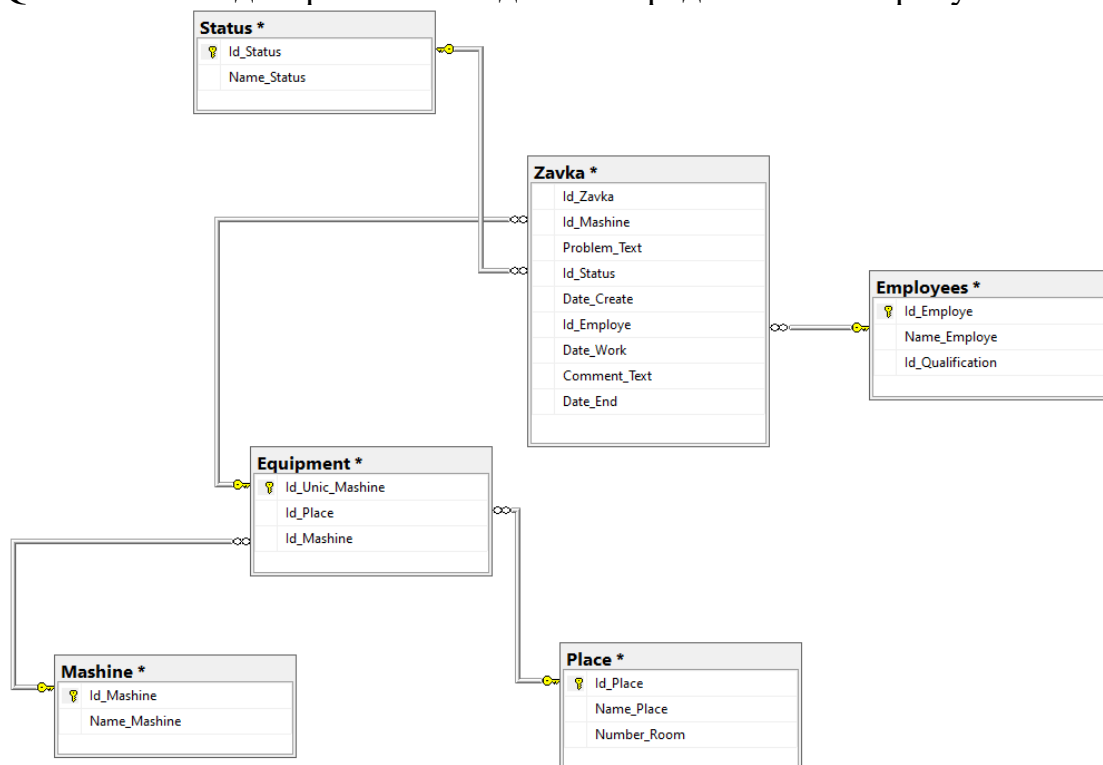 Status *
Id_Status
Name_Status
Zavka *
Id_Zavka
Id_Mashine
Problem_Text
Id_Status
Date_Create
Id_Employe
Date_Work
Comment_Text
Date_End
Employees *
Id_Employe
Name_Employe
Id_Qualification
Equipment *
Id_Unic_Mashine
Id_Place
Id_Mashine
Mashine *
Id_Mashine
Name_Mashine
Place *
Id_Place
Name_Place
Number_Room